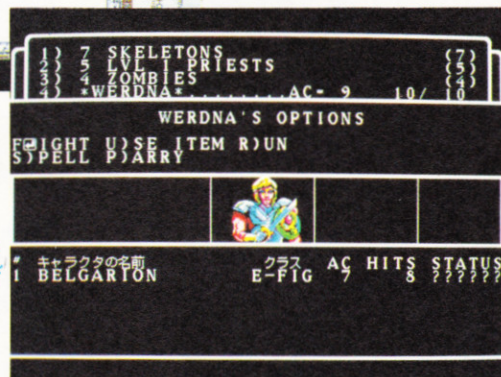 1) 7 SKELETONS (7)
2) 5 LVL 1 PRIESTS (5)
3) 4 ZOMBIES (4)
4) *WERDNA*........AC- 9 10/ 10
WERDNA'S OPTIONS
F)IGHT U)SE ITEM R)UN
S)PELL P)ARRY
# キャラクタの名前 クラス AC HITS STATUS
1 BELGARION E-FIG 7 8 ??????